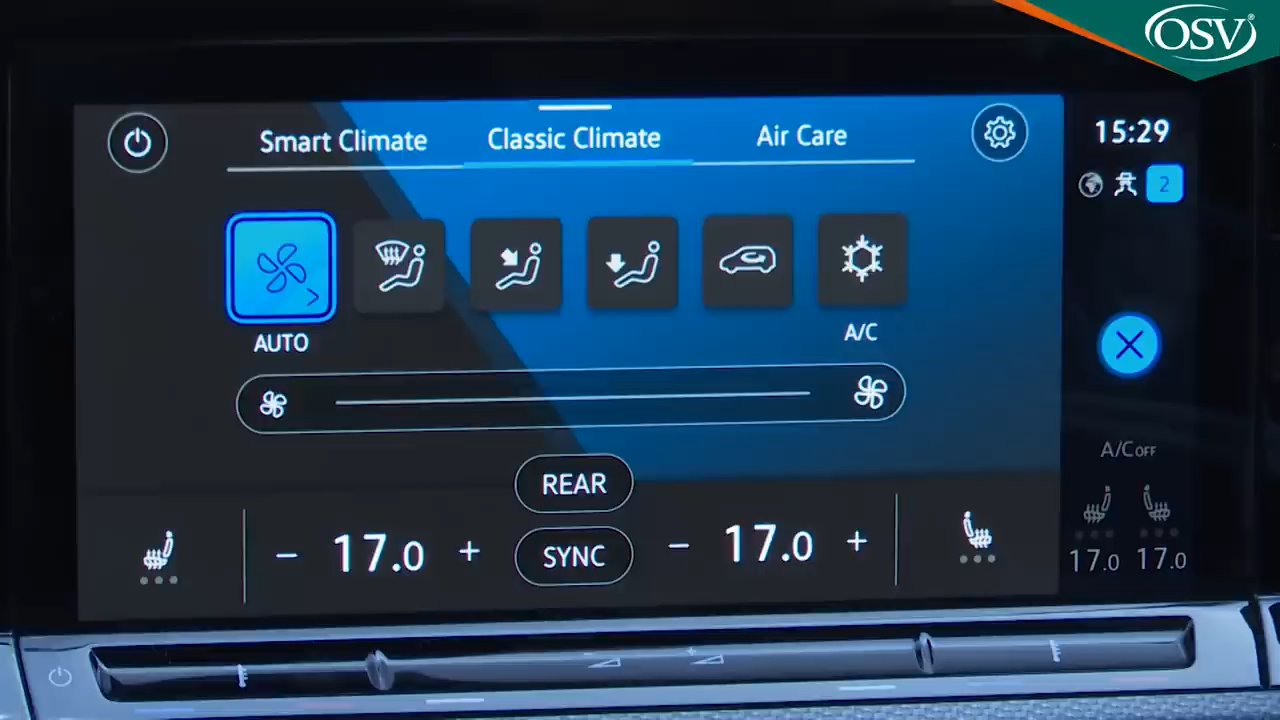 OSV®
Smart Climate Classic Climate Air Care
15:29
2
AUTO
A/C
A/C OFF
REAR
- 17.0 + SYNC - 17.0 +
17.0 17.0